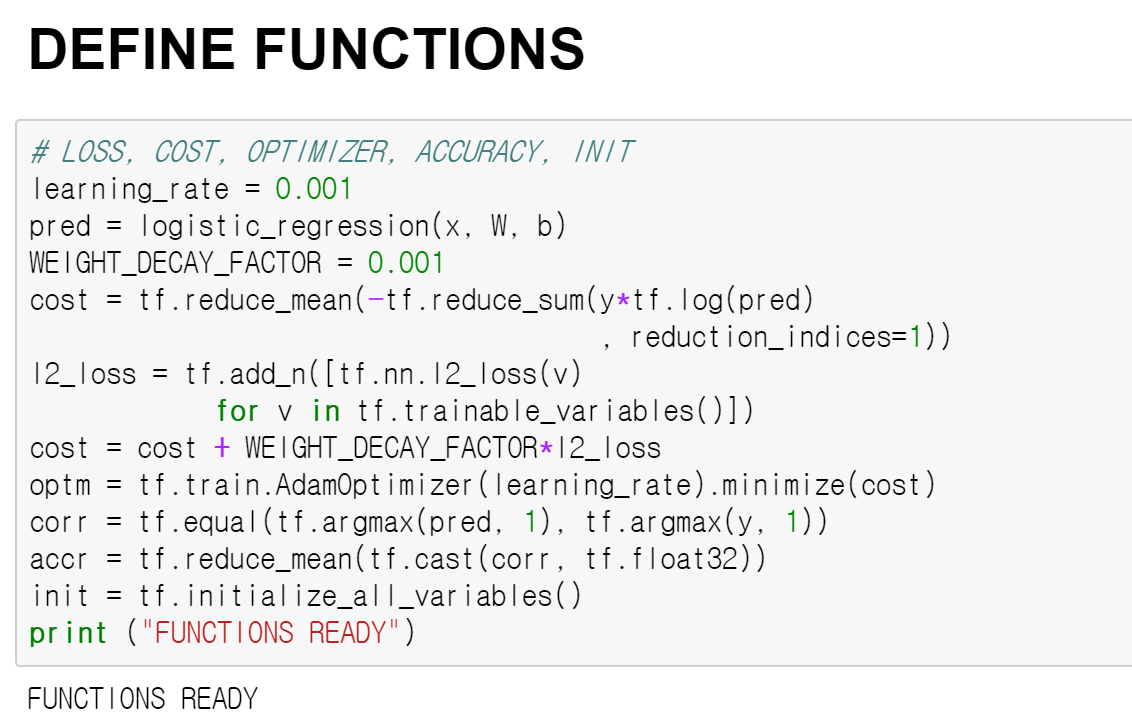 DEFINE FUNCTIONS
# LOSS, COST, OPTIMIZER, ACCURACY, INIT
learning_rate = 0.001
pred = logistic_regression(x, W, b)
WEIGHT_DECAY_FACTOR = 0.001
cost = tf.reduce_mean(-tf.reduce_sum(y*tf.log(pred)
, reduction_indices=1))
l2_loss = tf.add_n([tf.nn.l2_loss(v)
for v in tf.trainable_variables()])
cost = cost + WEIGHT_DECAY_FACTOR*l2_loss
optm = tf.train.AdamOptimizer(learning_rate).minimize(cost)
corr = tf.equal(tf.argmax(pred, 1), tf.argmax(y, 1))
accr = tf.reduce_mean(tf.cast(corr, tf.float32))
init = tf.initialize_all_variables()
print ("FUNCTIONS READY")
FUNCTIONS READY